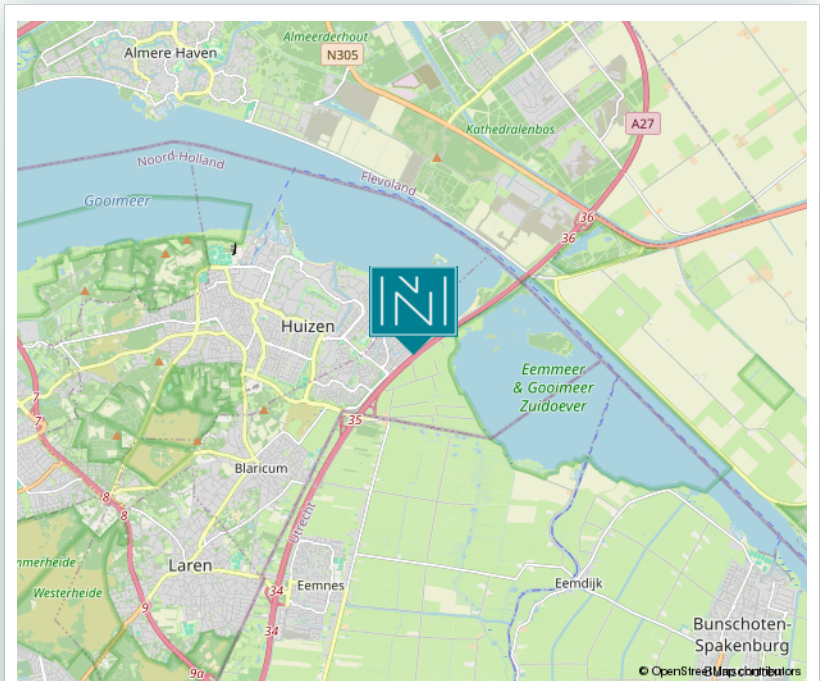 Almeerderhout
Almere Haven
N305
A27
Kathedralenbos
Noord-Holland
Flevoland
Gooimeer
36
36
Huizen
N
Eemmeer
& Gooimeer
Zuidoever
7
7
35
Blaricum
8
8
Utrecht
Laren
mmerheide
Westerheide
Eemnes
Eemdijk
34
9
34
Bunschoten-
Spakenburg
9a
© OpenStreetMap contributors